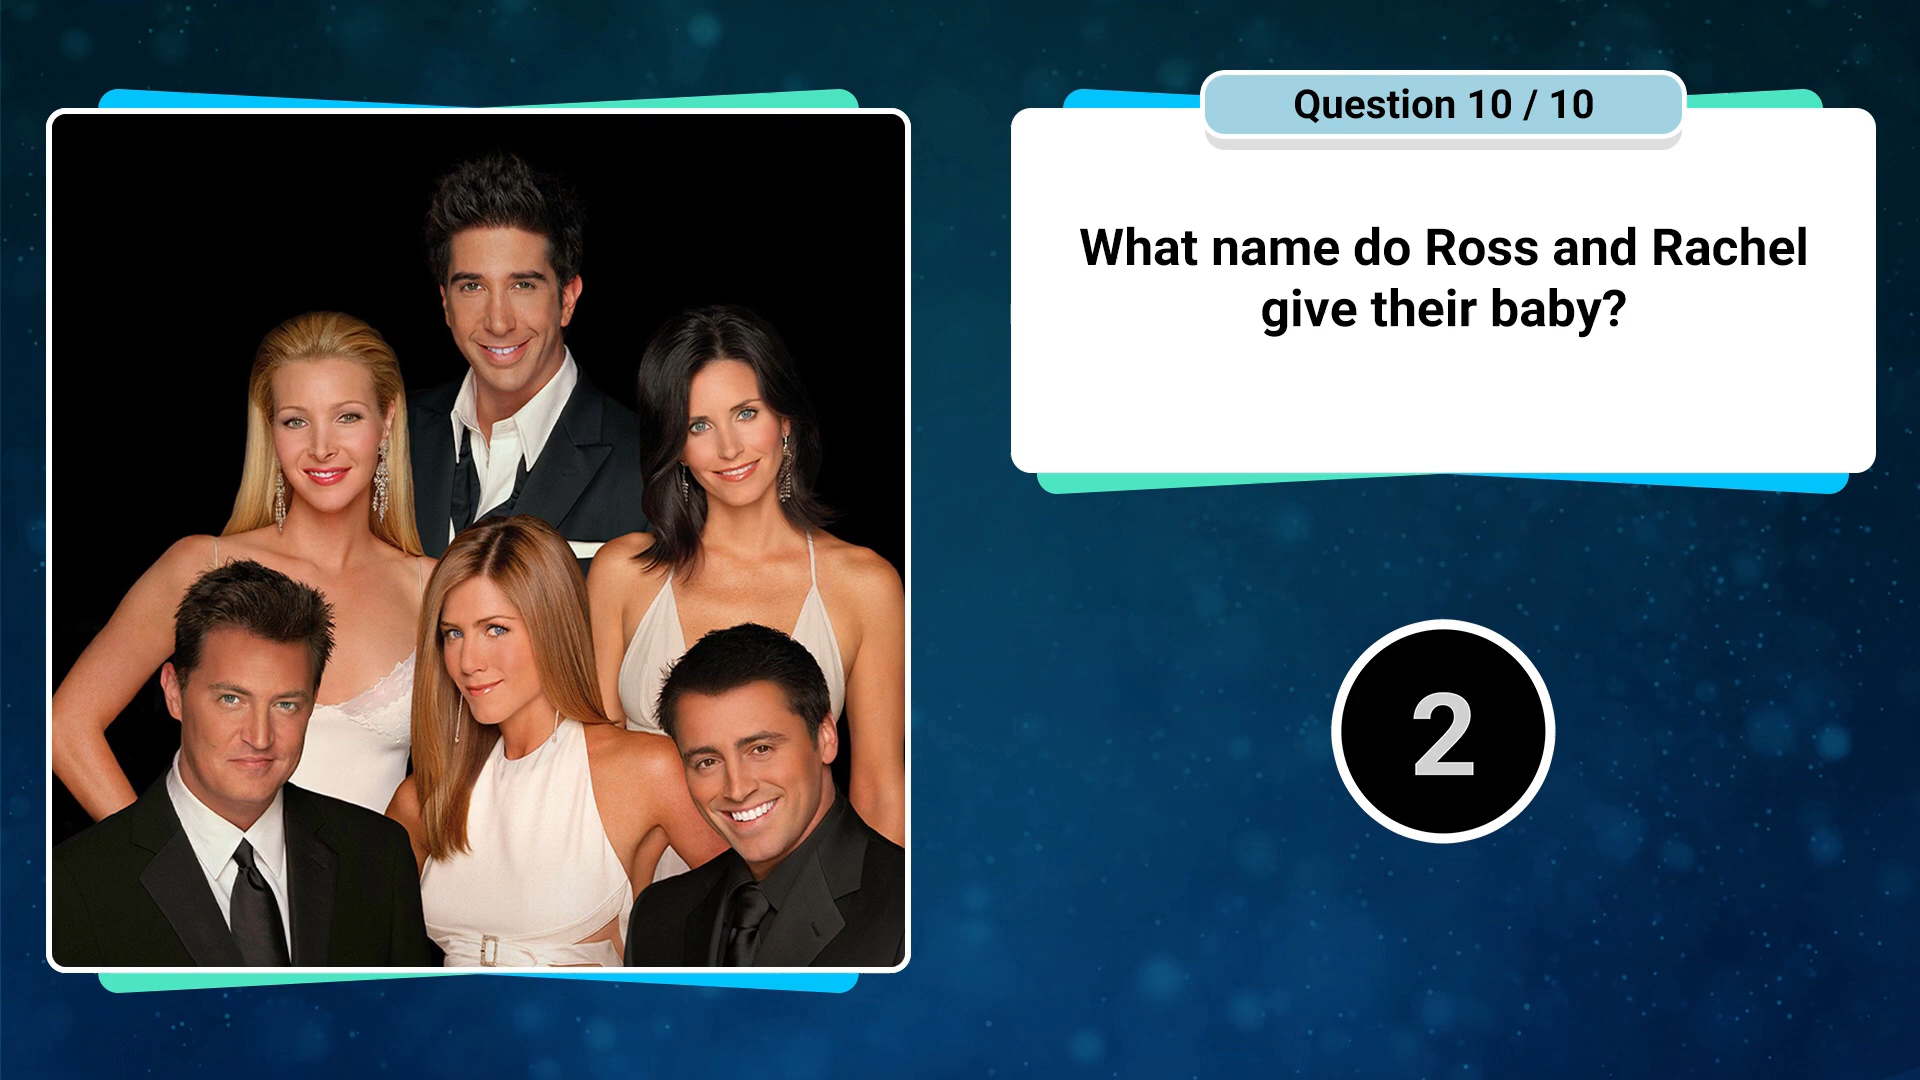 Question 10 / 10
What name do Ross and Rachel
give their baby?
2